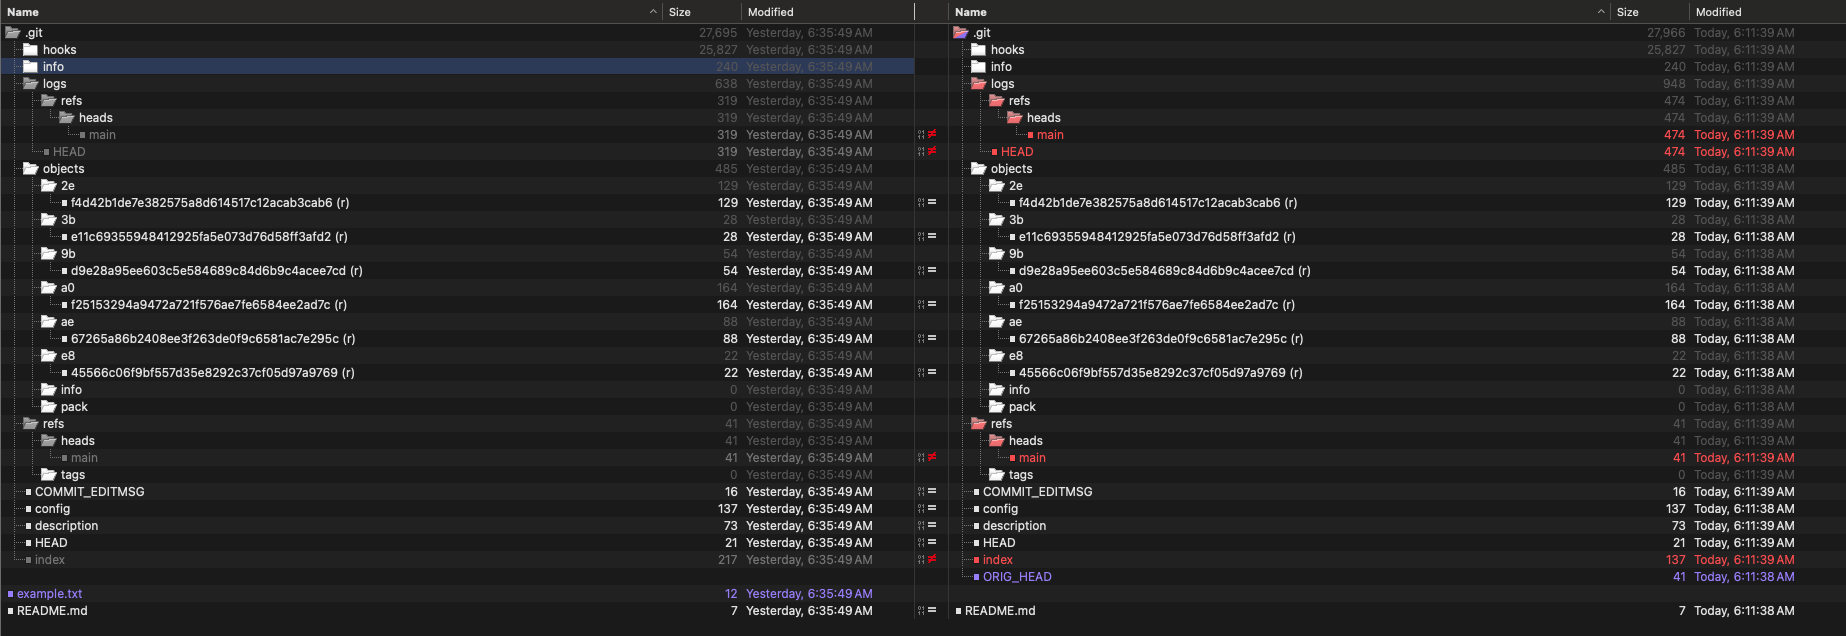 Name Size Modified Name Size Modified
.git 27,695 Yesterday, 6:35:49 AM .git 27,966 Today, 6:11:39 AM
hooks 25,827 Yesterday, 6:35:49 AM hooks 25,827 Today, 6:11:39 AM
info 240 Yesterday, 6:35:49 AM info 240 Today, 6:11:39 AM
logs 638 Yesterday, 6:35:49 AM logs 948 Today, 6:11:39 AM
refs 319 Yesterday, 6:35:49 AM refs 474 Today, 6:11:39 AM
heads 319 Yesterday, 6:35:49 AM heads 474 Today, 6:11:39 AM
main 319 Yesterday, 6:35:49 AM ≠ main 474 Today, 6:11:39 AM
HEAD 319 Yesterday, 6:35:49 AM ≠ HEAD 474 Today, 6:11:39 AM
objects 485 Yesterday, 6:35:49 AM objects 485 Today, 6:11:38 AM
2e 129 Yesterday, 6:35:49 AM 2e 129 Today, 6:11:39 AM
f4d42b1de7e382575a8d614517c12acab3cab6 (r) 129 Yesterday, 6:35:49 AM = f4d42b1de7e382575a8d614517c12acab3cab6 (r) 129 Today, 6:11:39 AM
3b 28 Yesterday, 6:35:49 AM 3b 28 Today, 6:11:38 AM
e11c69355948412925fa5e073d76d58ff3afd2 (r) 28 Yesterday, 6:35:49 AM = e11c69355948412925fa5e073d76d58ff3afd2 (r) 28 Today, 6:11:38 AM
9b 54 Yesterday, 6:35:49 AM 9b 54 Today, 6:11:38 AM
d9e28a95ee603c5e584689c84d6b9c4acee7cd (r) 54 Yesterday, 6:35:49 AM = d9e28a95ee603c5e584689c84d6b9c4acee7cd (r) 54 Today, 6:11:38 AM
a0 164 Yesterday, 6:35:49 AM a0 164 Today, 6:11:38 AM
f25153294a9472a721f576ae7fe6584ee2ad7c (r) 164 Yesterday, 6:35:49 AM = f25153294a9472a721f576ae7fe6584ee2ad7c (r) 164 Today, 6:11:38 AM
ae 88 Yesterday, 6:35:49 AM ae 88 Today, 6:11:38 AM
67265a86b2408ee3f263de0f9c6581ac7e295c (r) 88 Yesterday, 6:35:49 AM = 67265a86b2408ee3f263de0f9c6581ac7e295c (r) 88 Today, 6:11:38 AM
e8 22 Yesterday, 6:35:49 AM e8 22 Today, 6:11:38 AM
45566c06f9bf557d35e8292c37cf05d97a9769 (r) 22 Yesterday, 6:35:49 AM = 45566c06f9bf557d35e8292c37cf05d97a9769 (r) 22 Today, 6:11:38 AM
info 0 Yesterday, 6:35:49 AM info 0 Today, 6:11:38 AM
pack 0 Yesterday, 6:35:49 AM pack 0 Today, 6:11:38 AM
refs 41 Yesterday, 6:35:49 AM refs 41 Today, 6:11:39 AM
heads 41 Yesterday, 6:35:49 AM heads 41 Today, 6:11:39 AM
main 41 Yesterday, 6:35:49 AM ≠ main 41 Today, 6:11:39 AM
tags 0 Yesterday, 6:35:49 AM tags 0 Today, 6:11:38 AM
COMMIT_EDITMSG 16 Yesterday, 6:35:49 AM = COMMIT_EDITMSG 16 Today, 6:11:39 AM
config 137 Yesterday, 6:35:49 AM = config 137 Today, 6:11:38 AM
description 73 Yesterday, 6:35:49 AM = description 73 Today, 6:11:39 AM
HEAD 21 Yesterday, 6:35:49 AM = HEAD 21 Today, 6:11:39 AM
index 217 Yesterday, 6:35:49 AM ≠ index 137 Today, 6:11:39 AM
ORIG_HEAD 41 Today, 6:11:38 AM
example.txt 12 Yesterday, 6:35:49 AM
README.md 7 Yesterday, 6:35:49 AM = README.md 7 Today, 6:11:38 AM